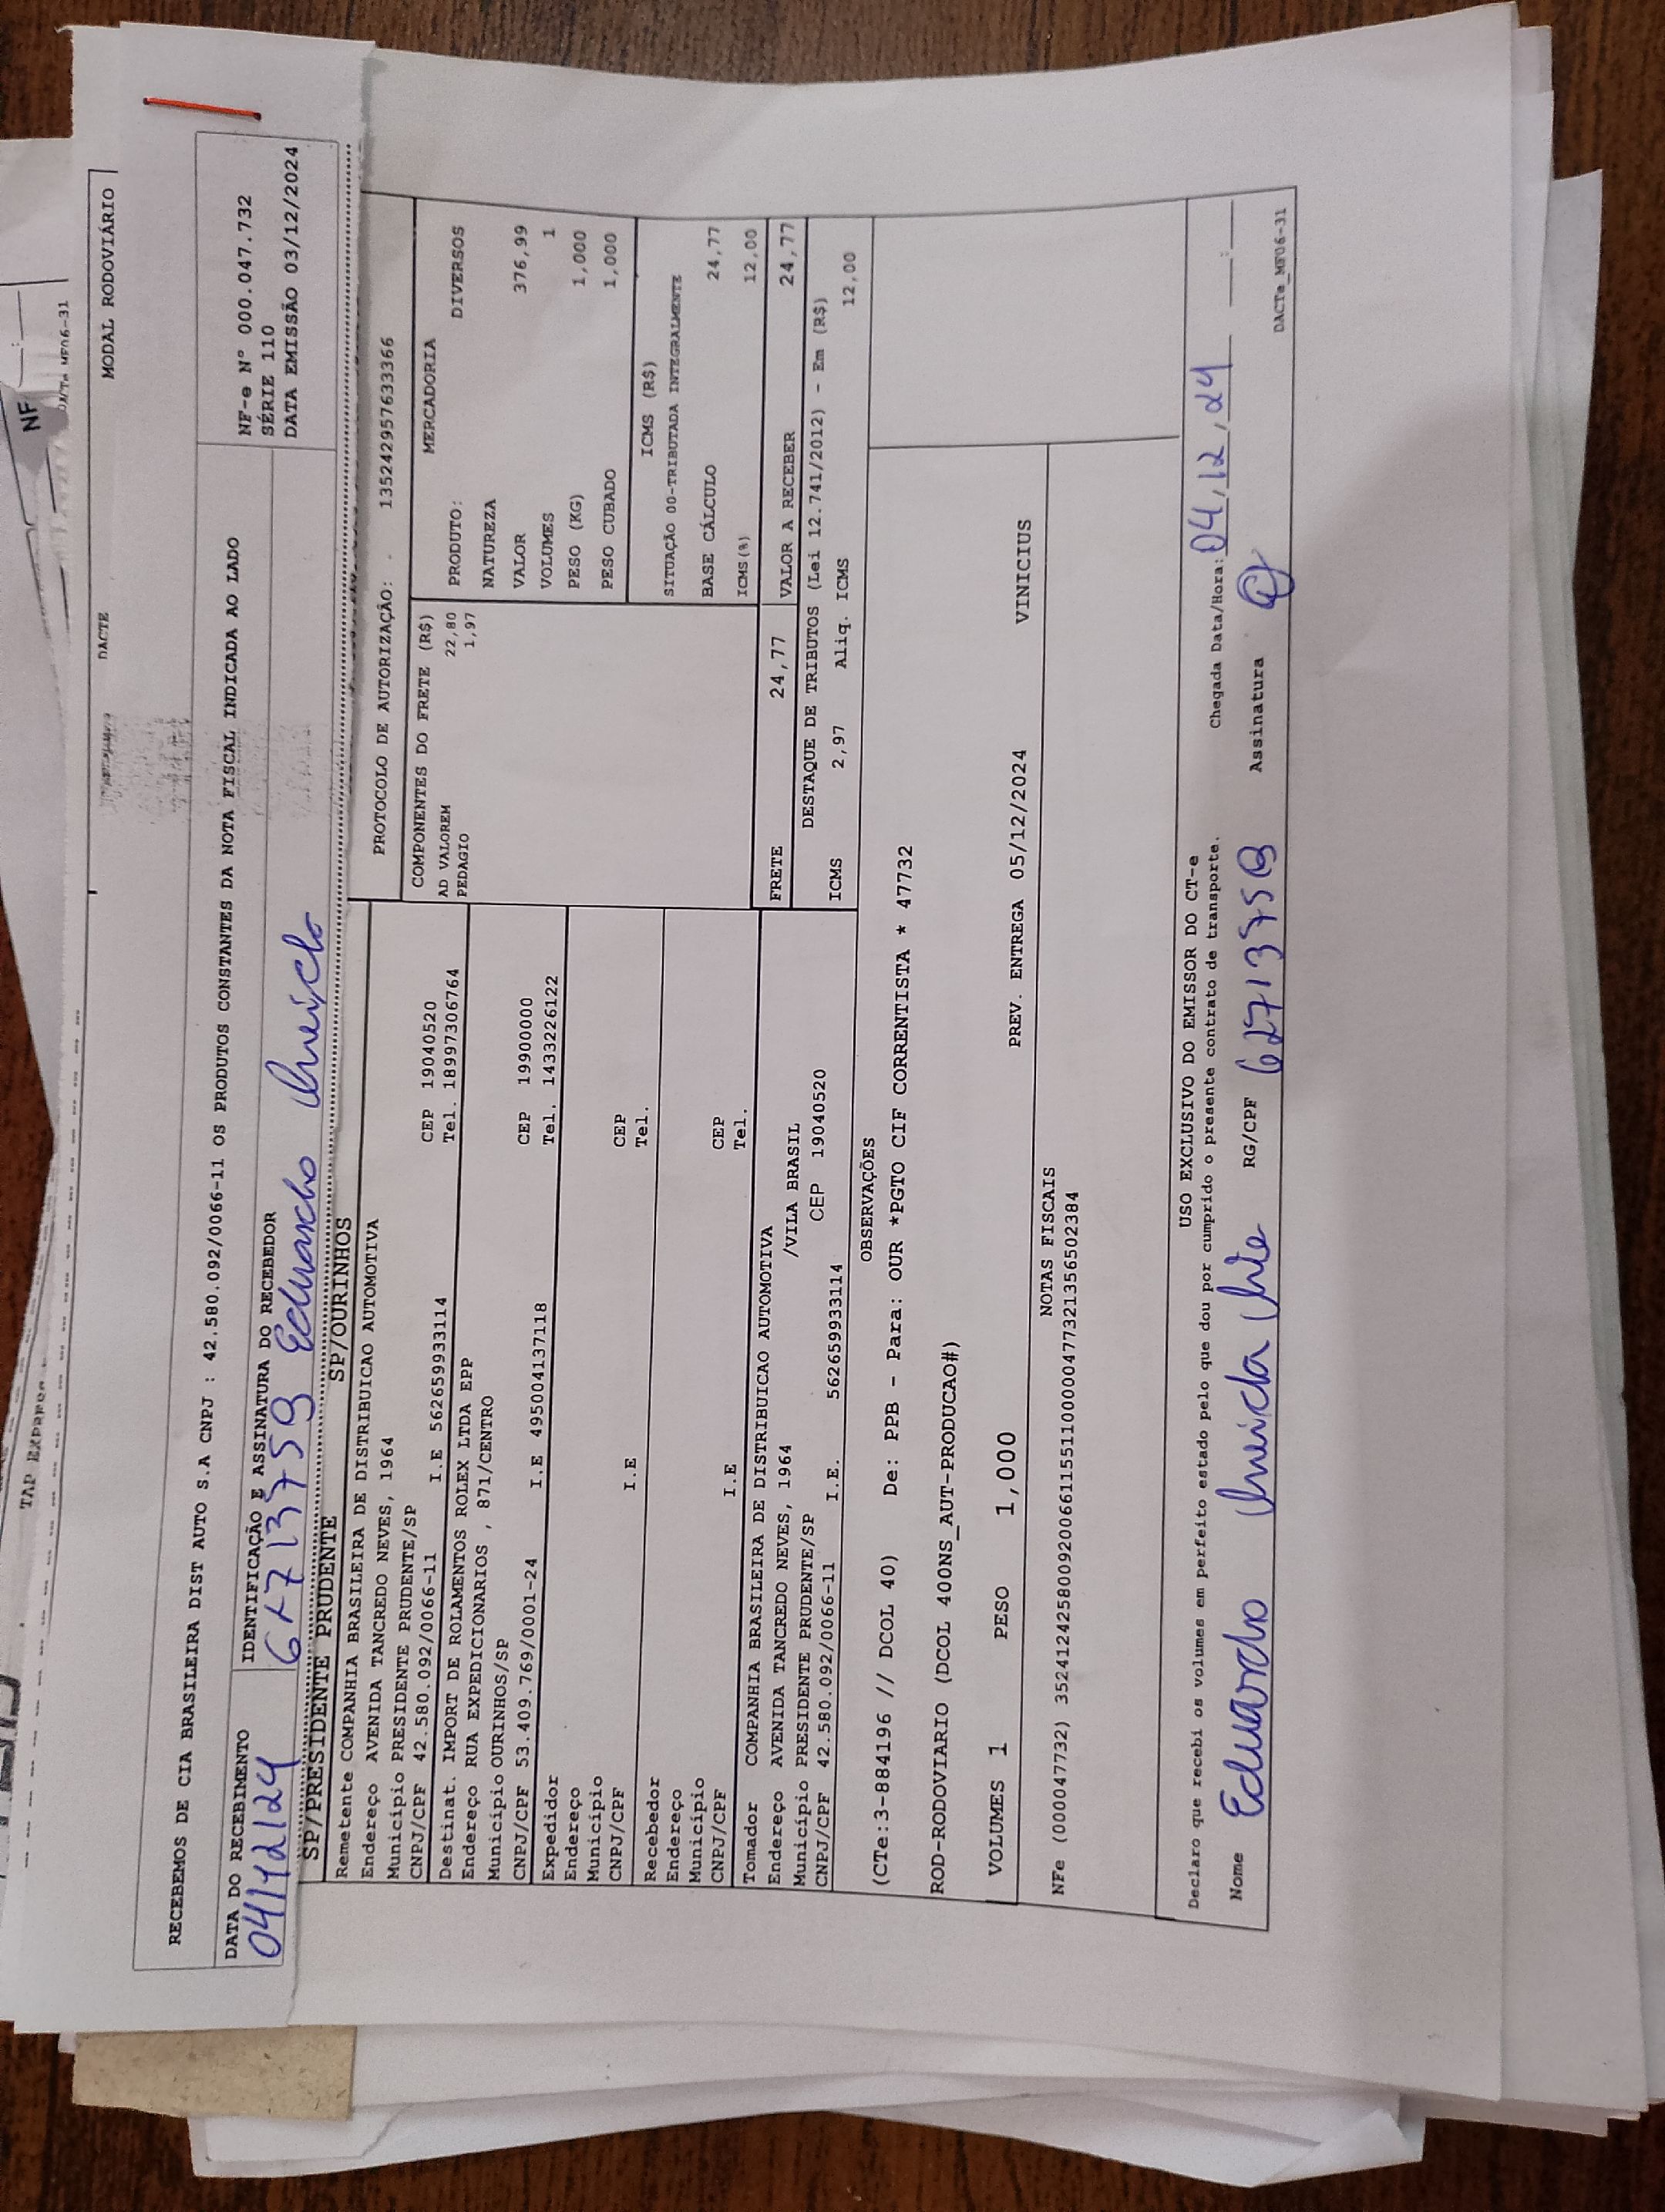 NF
TAP
MODAL RODOVIÁRIO
DACTE
RECEBEMOS DE CIA BRASILEIRA DIST AUTO S.A CNPJ : 42.580.092/0066-11 OS PRODUTOS CONSTANTES DA NOTA FISCAL INDICADA AO LADO
NF-e N° 000.047.732
SÉRIE 110
DATA EMISSÃO 03/12/2024
DATA DO RECEBIMENTO
IDENTIFICAÇÃO E ASSINATURA DO RECEBEDOR
Eduardo
SP/PRESIDENTE PRUDENTE SP/OURINHOS
PROTOCOLO DE AUTORIZAÇÃO: . 135242957633366
Remetente COMPANHIA BRASILEIRA DE DISTRIBUICAO AUTOMOTIVA
Endereço AVENIDA TANCREDO NEVES, 1964
Município PRESIDENTE PRUDENTE/SP CEP 19040520
CNPJ/CPF 42.580.092/0066-11 I.E 562659933114 Tel. 18997306764
Destinat. IMPORT DE ROLAMENTOS ROLEX LTDA EPP
Endereço RUA EXPEDICIONARIOS , 871/CENTRO
Município OURINHOS/SP CEP 19900000
CNPJ/CPF 53.409.769/0001-24 I.E 495004137118 Tel. 1433226122
Expedidor
Endereço
Município CEP
CNPJ/CPF I.E Tel.
Recebedor
Endereço
Município CEP
CNPJ/CPF I.E Tel.
Tomador COMPANHIA BRASILEIRA DE DISTRIBUICAO AUTOMOTIVA
Endereço AVENIDA TANCREDO NEVES, 1964 /VILA BRASIL
Município PRESIDENTE PRUDENTE/SP CEP 19040520
CNPJ/CPF 42.580.092/0066-11 I.E. 562659933114
COMPONENTES DO FRETE (R$)
AD VALOREM 22,80
PEDAGIO 1,97
MERCADORIA
PRODUTO: DIVERSOS
NATUREZA
VALOR 376,99
VOLUMES 1
PESO (KG) 1,000
PESO CUBADO 1,000
ICMS (R$)
SITUAÇÃO 00-TRIBUTADA INTEGRALMENTE
BASE CÁLCULO 24,77
ICMS(%) 12,00
FRETE 24,77 VALOR A RECEBER 24,77
DESTAQUE DE TRIBUTOS (Lei 12.741/2012) - Em (R$)
ICMS 2,97 Aliq. ICMS 12,00
OBSERVAÇÕES
(CTe:3-884196 // DCOL 40) De: PPB - Para: OUR *PGTO CIF CORRENTISTA * 47732
ROD-RODOVIARIO (DCOL 400NS_AUT-PRODUCAO#)
VOLUMES 1 PESO 1,000 PREV. ENTREGA 05/12/2024 VINICIUS
NOTAS FISCAIS
NFe (00047732) 35241242580092006611551100000477321356502384
USO EXCLUSIVO DO EMISSOR DO CT-e
Declaro que recebi os volumes em perfeito estado pelo que dou por cumprido o presente contrato de transporte. Chegada Data/Hora: 04,12,24 :
Nome Eduardo RG/CPF Assinatura
DACTe_MF06-31